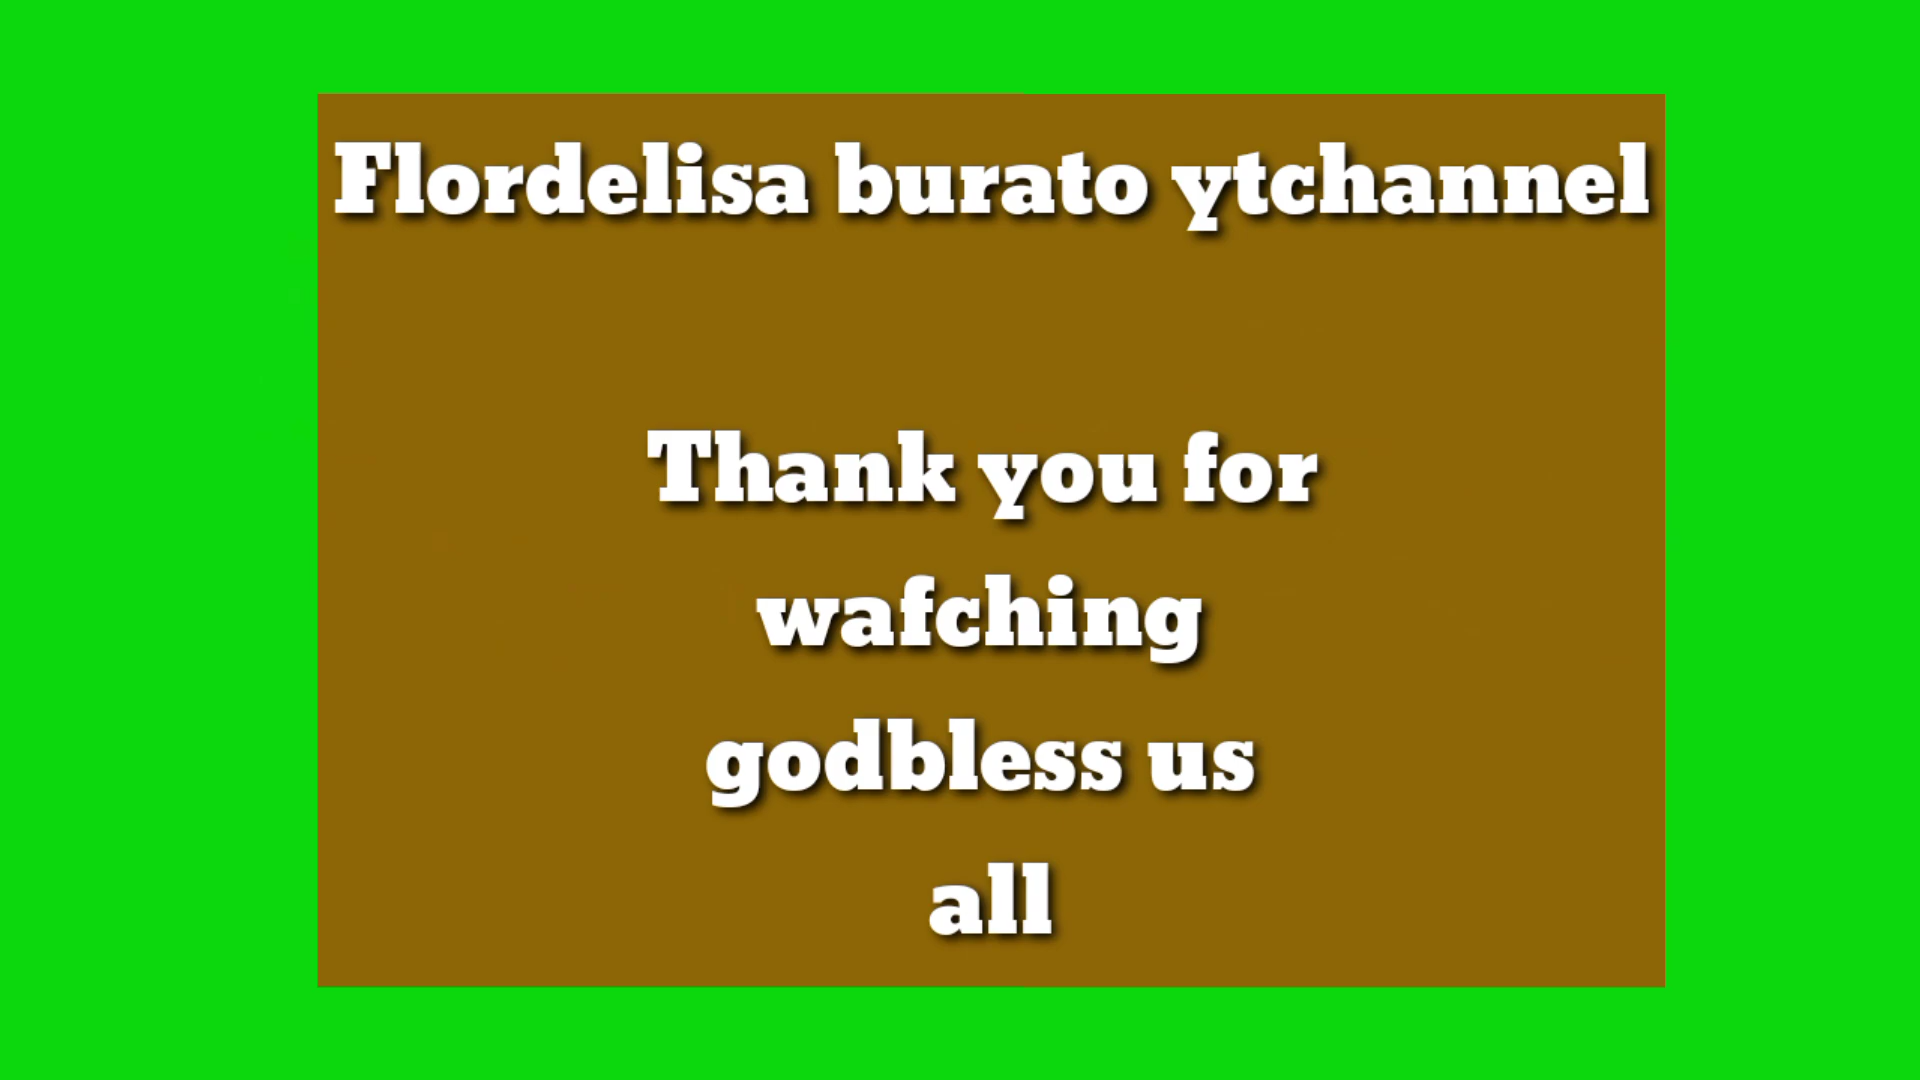 Flordelisa burato ytchannel
Thank you for
wafching
godbless us
all